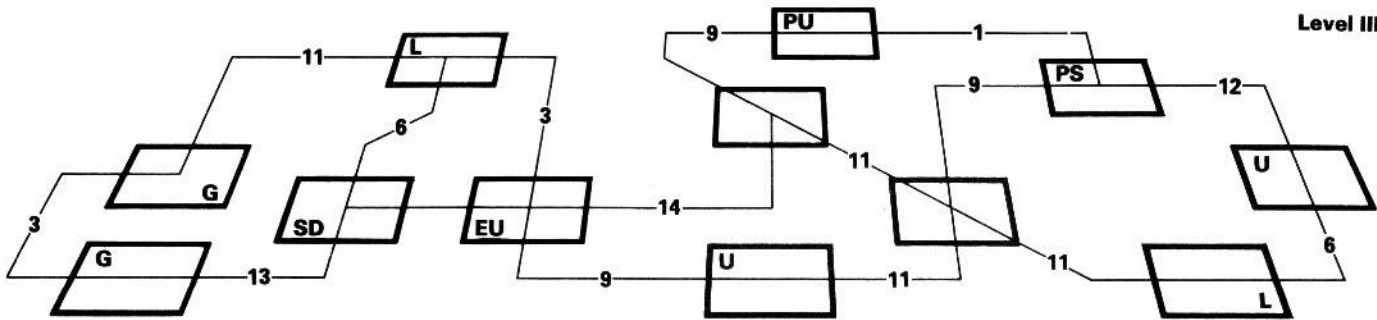 Level III
9 PU 1
11 L
PS
9 12
6 3
11
U
G
14
3 SD EU
G U 6
13 9 11 11
L